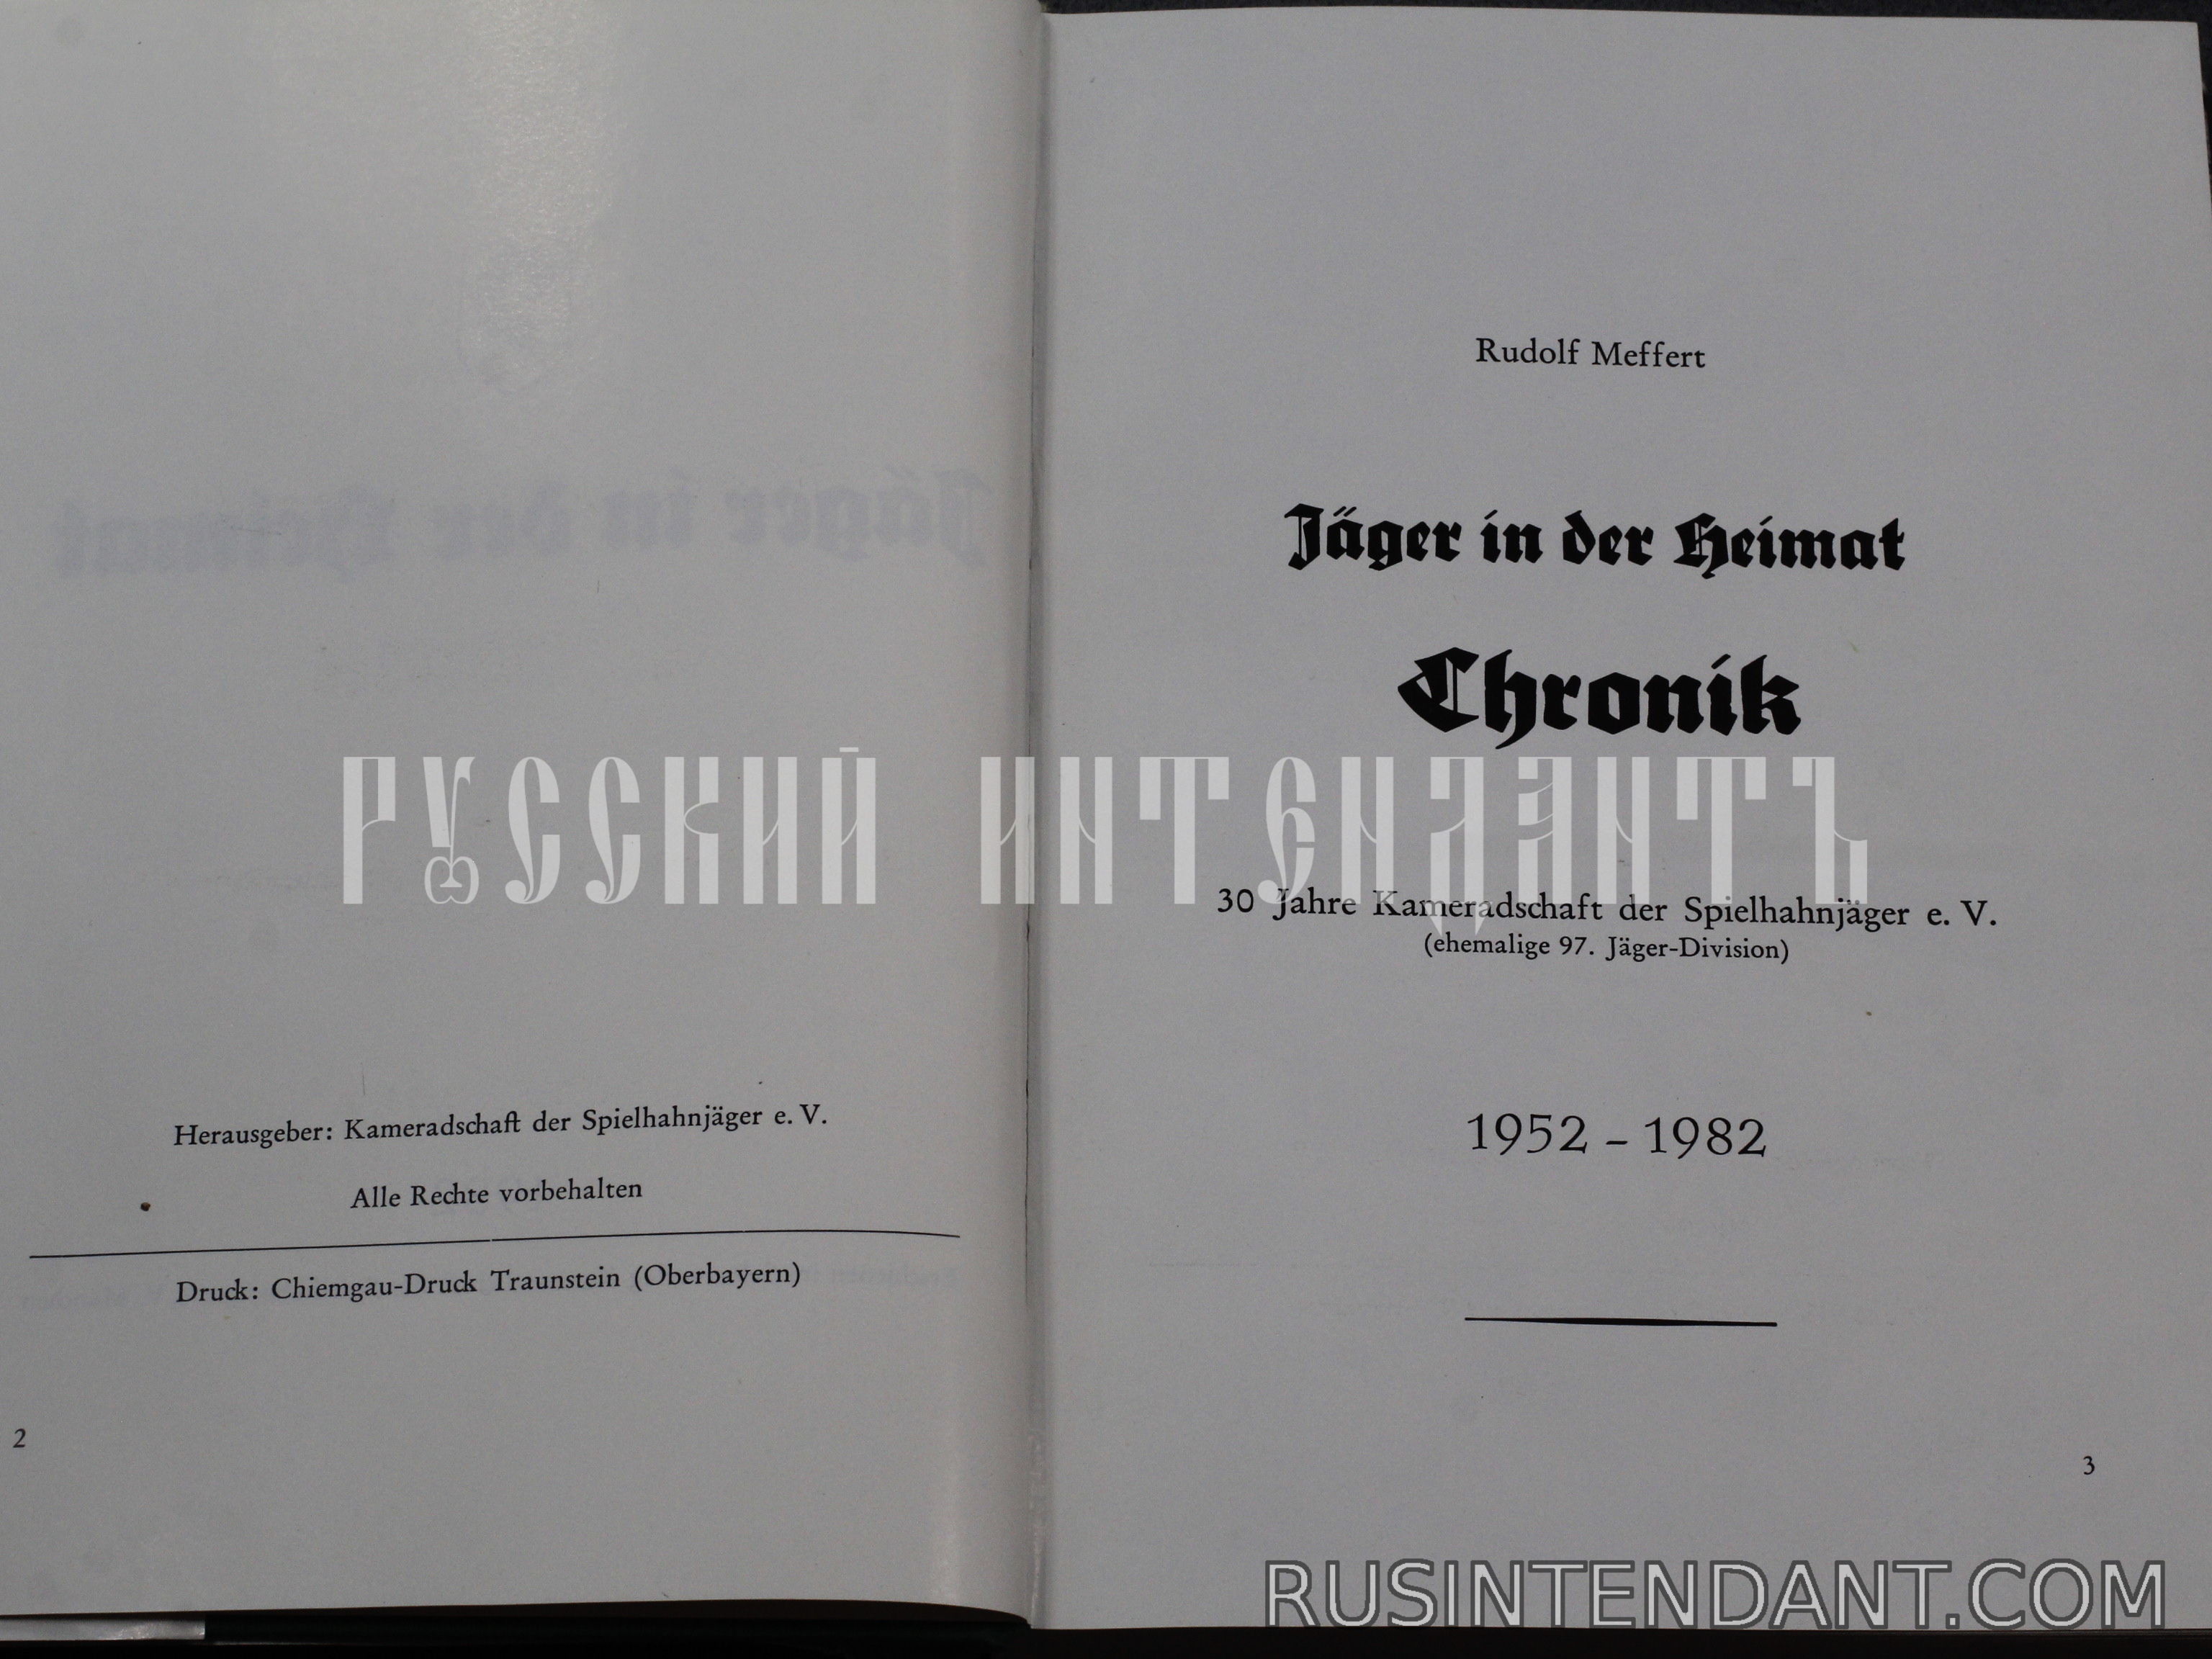 Herausgeber: Kameradschaft der Spielhahnjäger e. V.
Alle Rechte vorbehalten
Druck: Chiemgau-Druck Traunstein (Oberbayern)
2
Rudolf Meffert
Jäger in der Heimat
Chronik
30 Jahre Kameradschaft der Spielhahnjäger e. V.
(ehemalige 97. Jäger-Division)
1952 – 1982
3
РУССКИЙ ИНТЕНДАНТЪ
RUSINTENDANT.COM